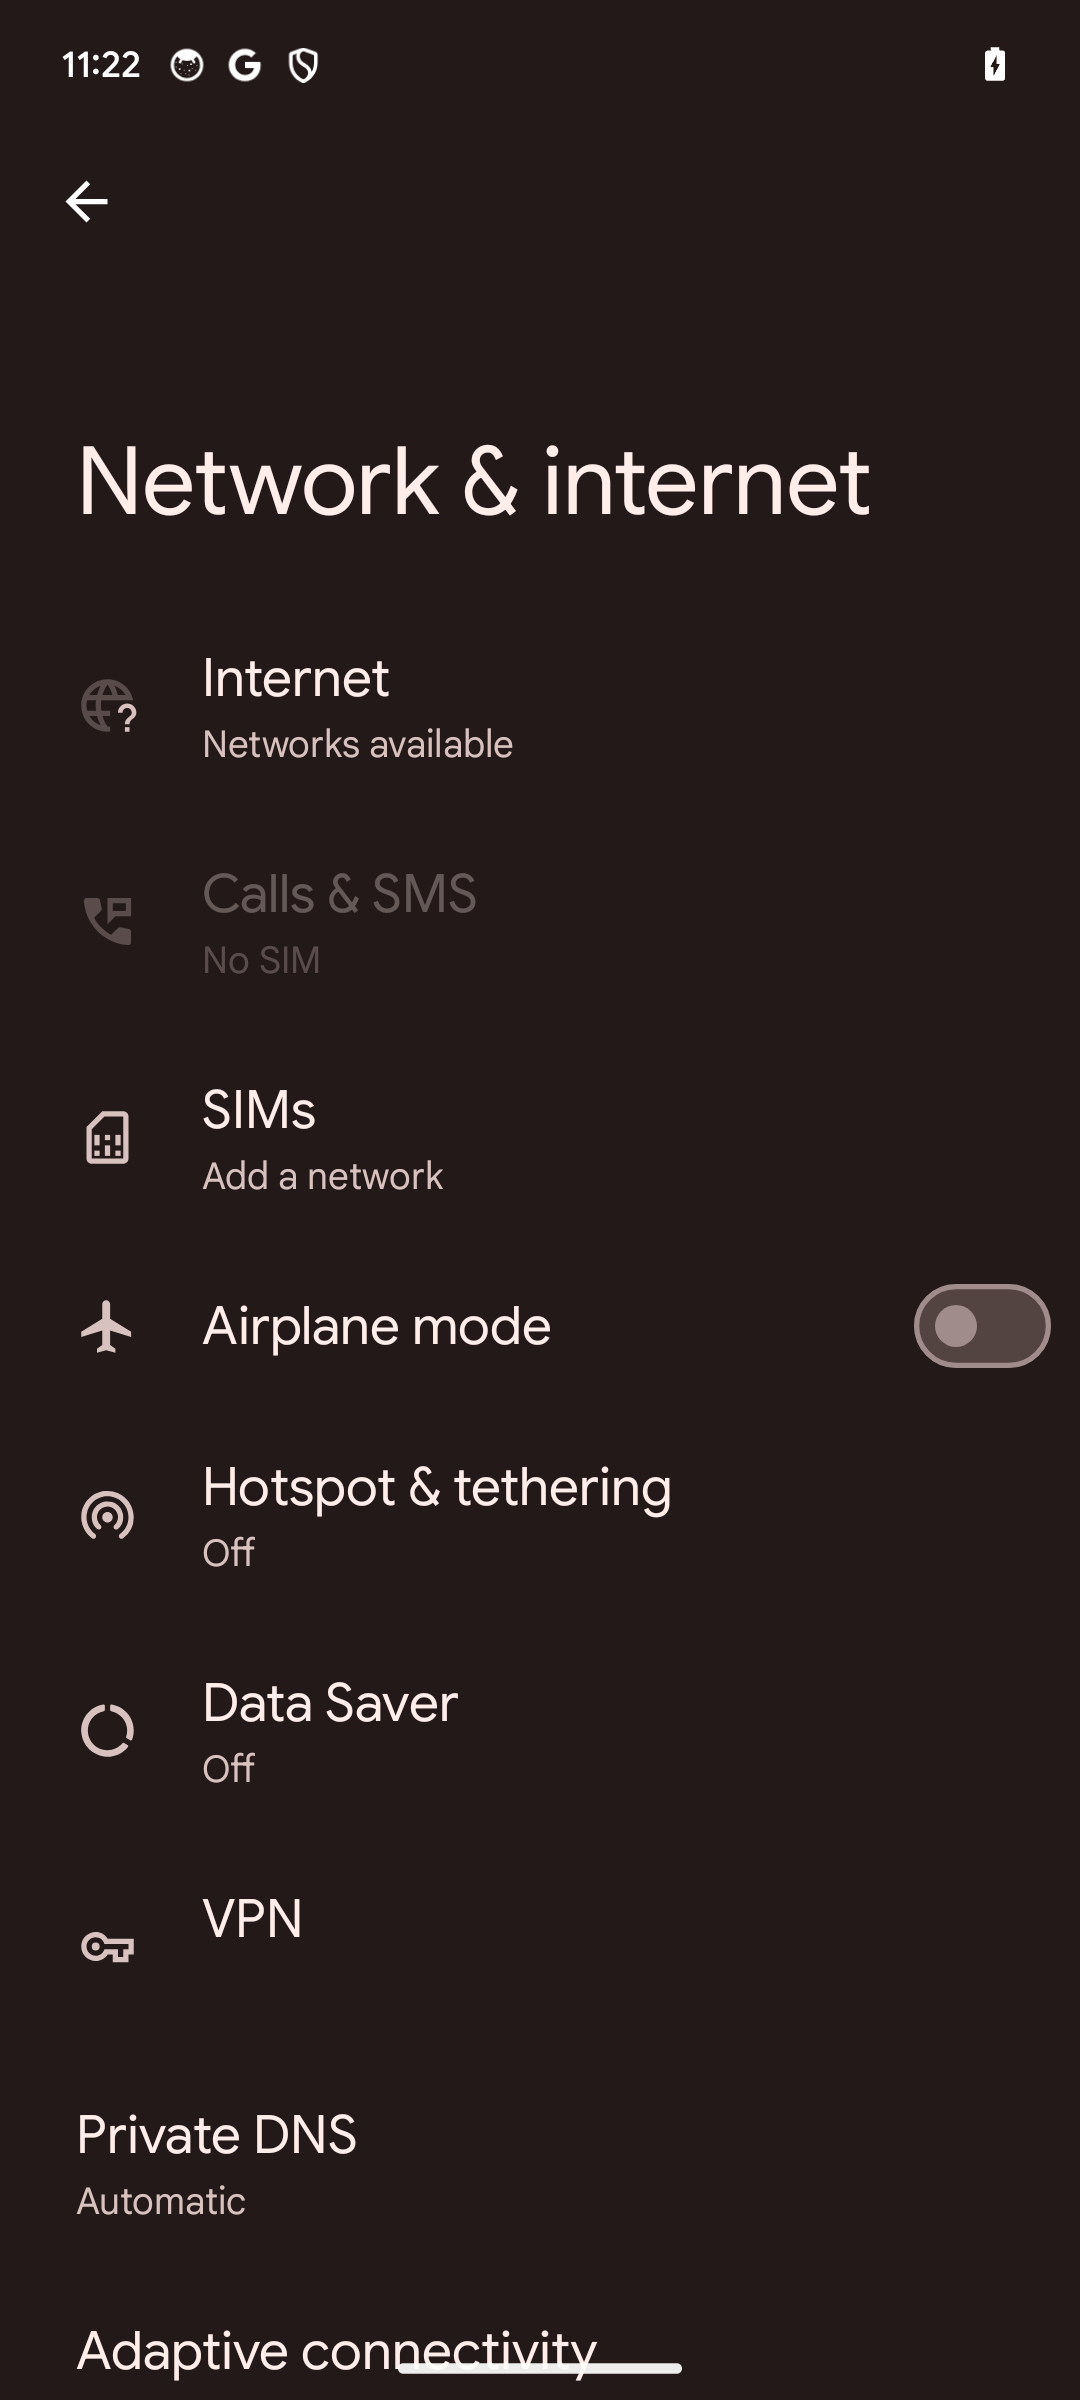 11:22
Network & internet
Internet
Networks available
Calls & SMS
No SIM
SIMs
Add a network
Airplane mode
Hotspot & tethering
Off
Data Saver
Off
VPN
Private DNS
Automatic
Adaptive connectivity